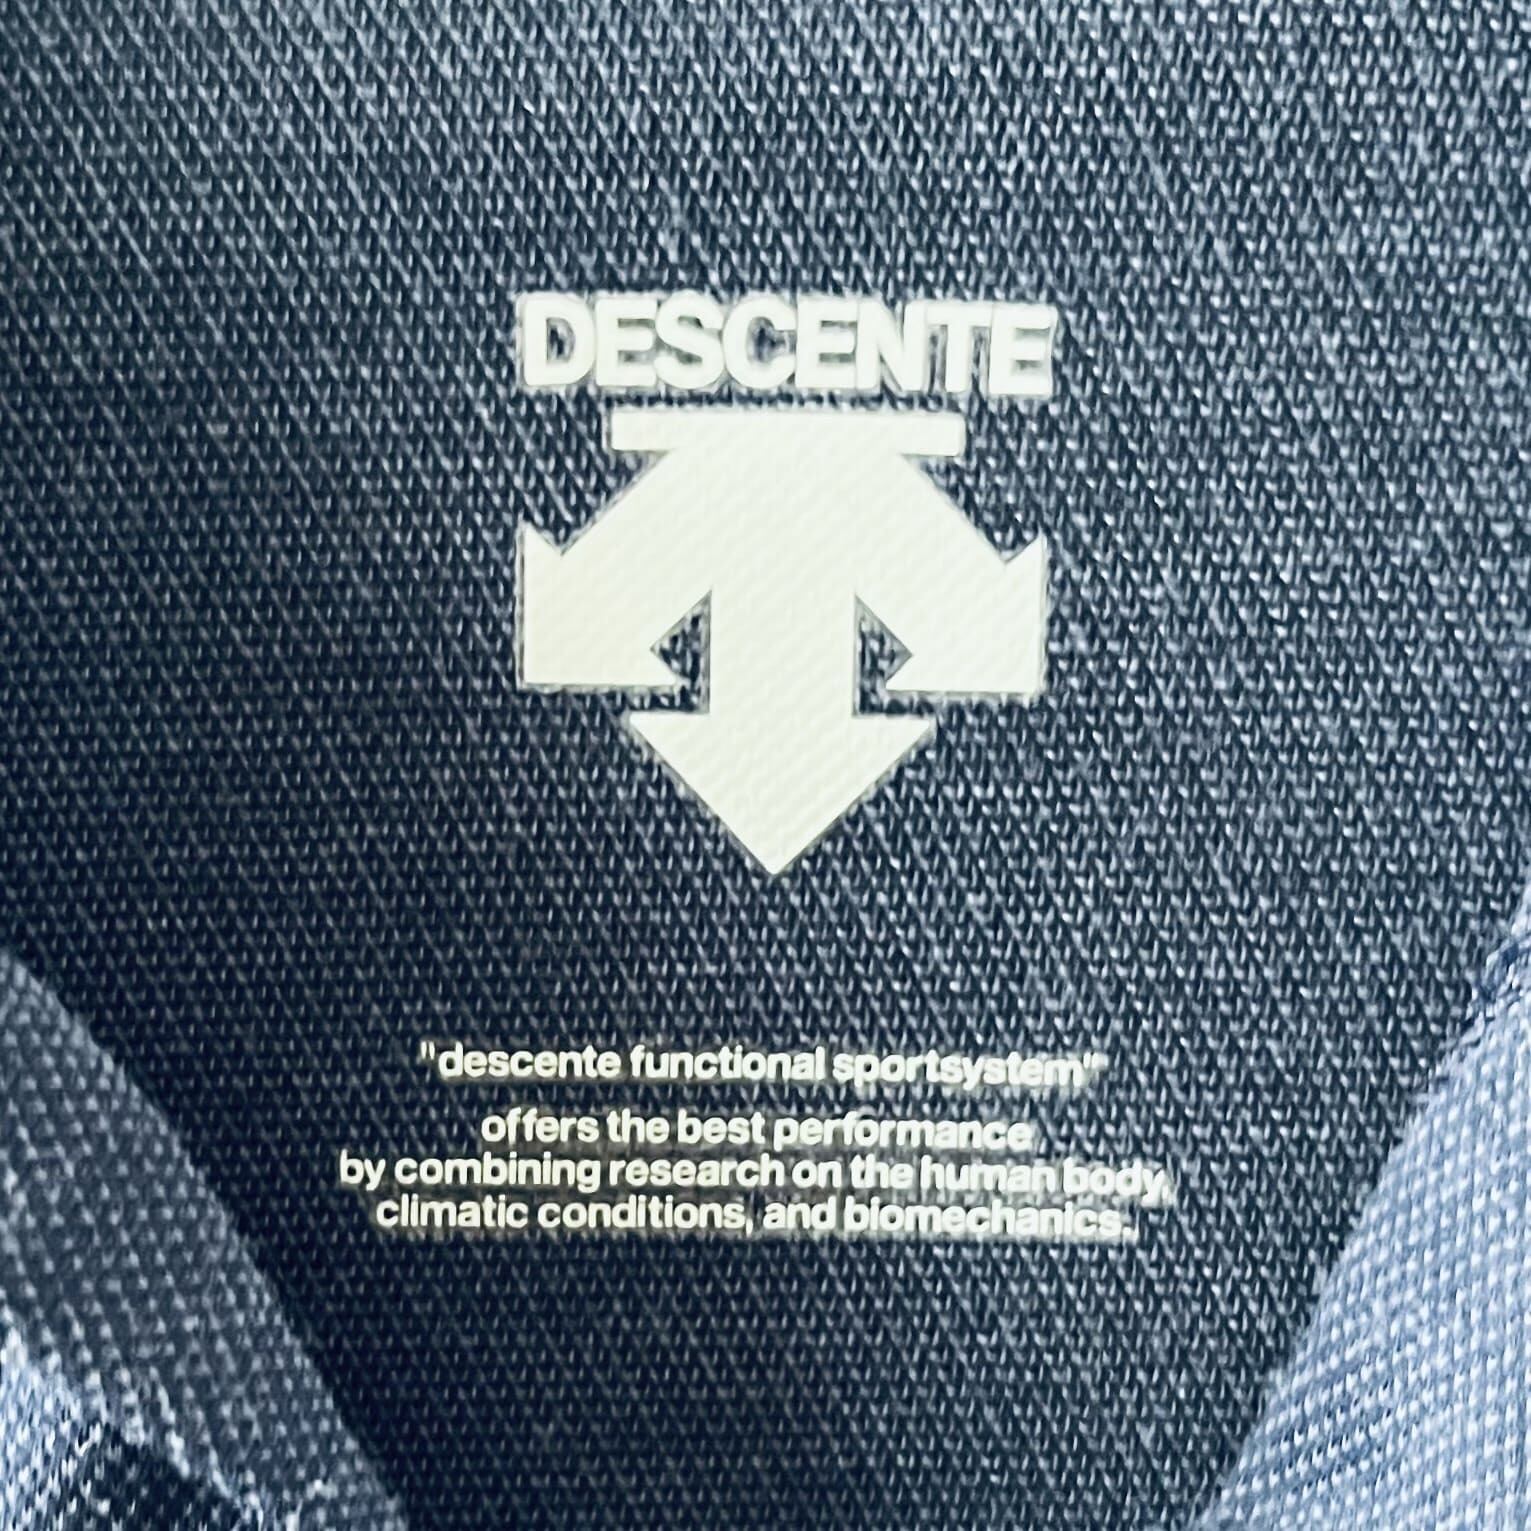 DESCENTE
"descente functional sportsystem"
offers the best performance
by combining research on the human body,
climatic conditions, and biomechanics.